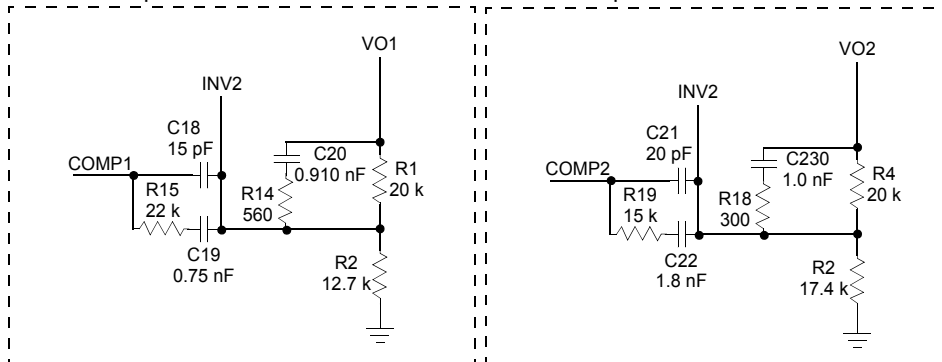 VO1
INV2
C18
15 pF
COMP1
C20
0.910 nF
R1
20 k
R15
22 k
R14
560
C19
0.75 nF
R2
12.7 k
VO2
INV2
C21
20 pF
COMP2
C230
1.0 nF
R4
20 k
R19
15 k
R18
300
C22
1.8 nF
R2
17.4 k